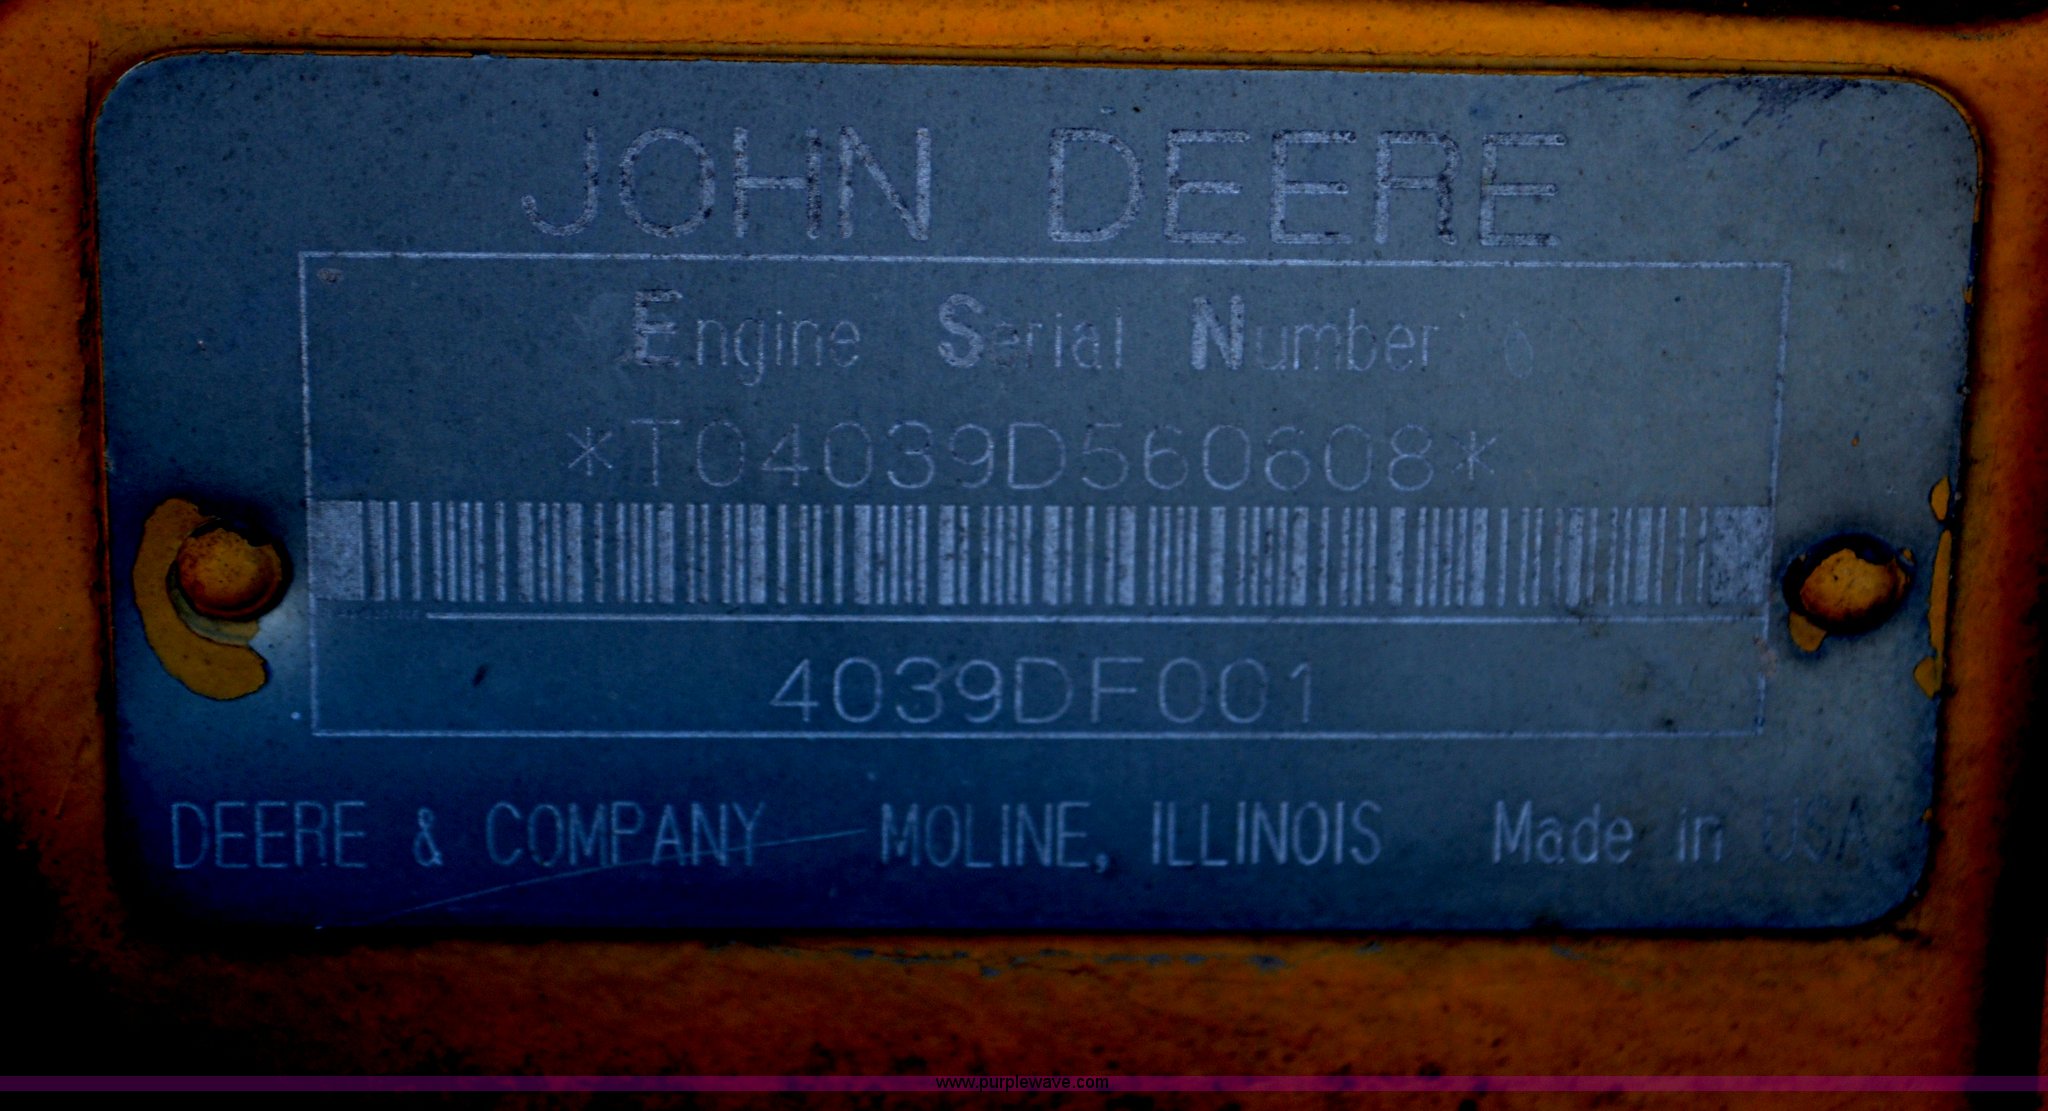 JOHN DEERE
Engine Serial Number
*T04039D560608*
4039DF001
DEERE & COMPANY MOLINE, ILLINOIS Made in USA
www.purplewave.com